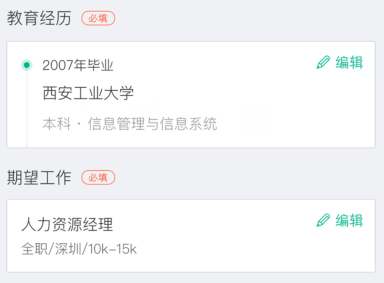 教育经历 必填
2007年毕业 编辑
西安工业大学
本科·信息管理与信息系统
期望工作 必填
人力资源经理 编辑
全职/深圳/10k-15k